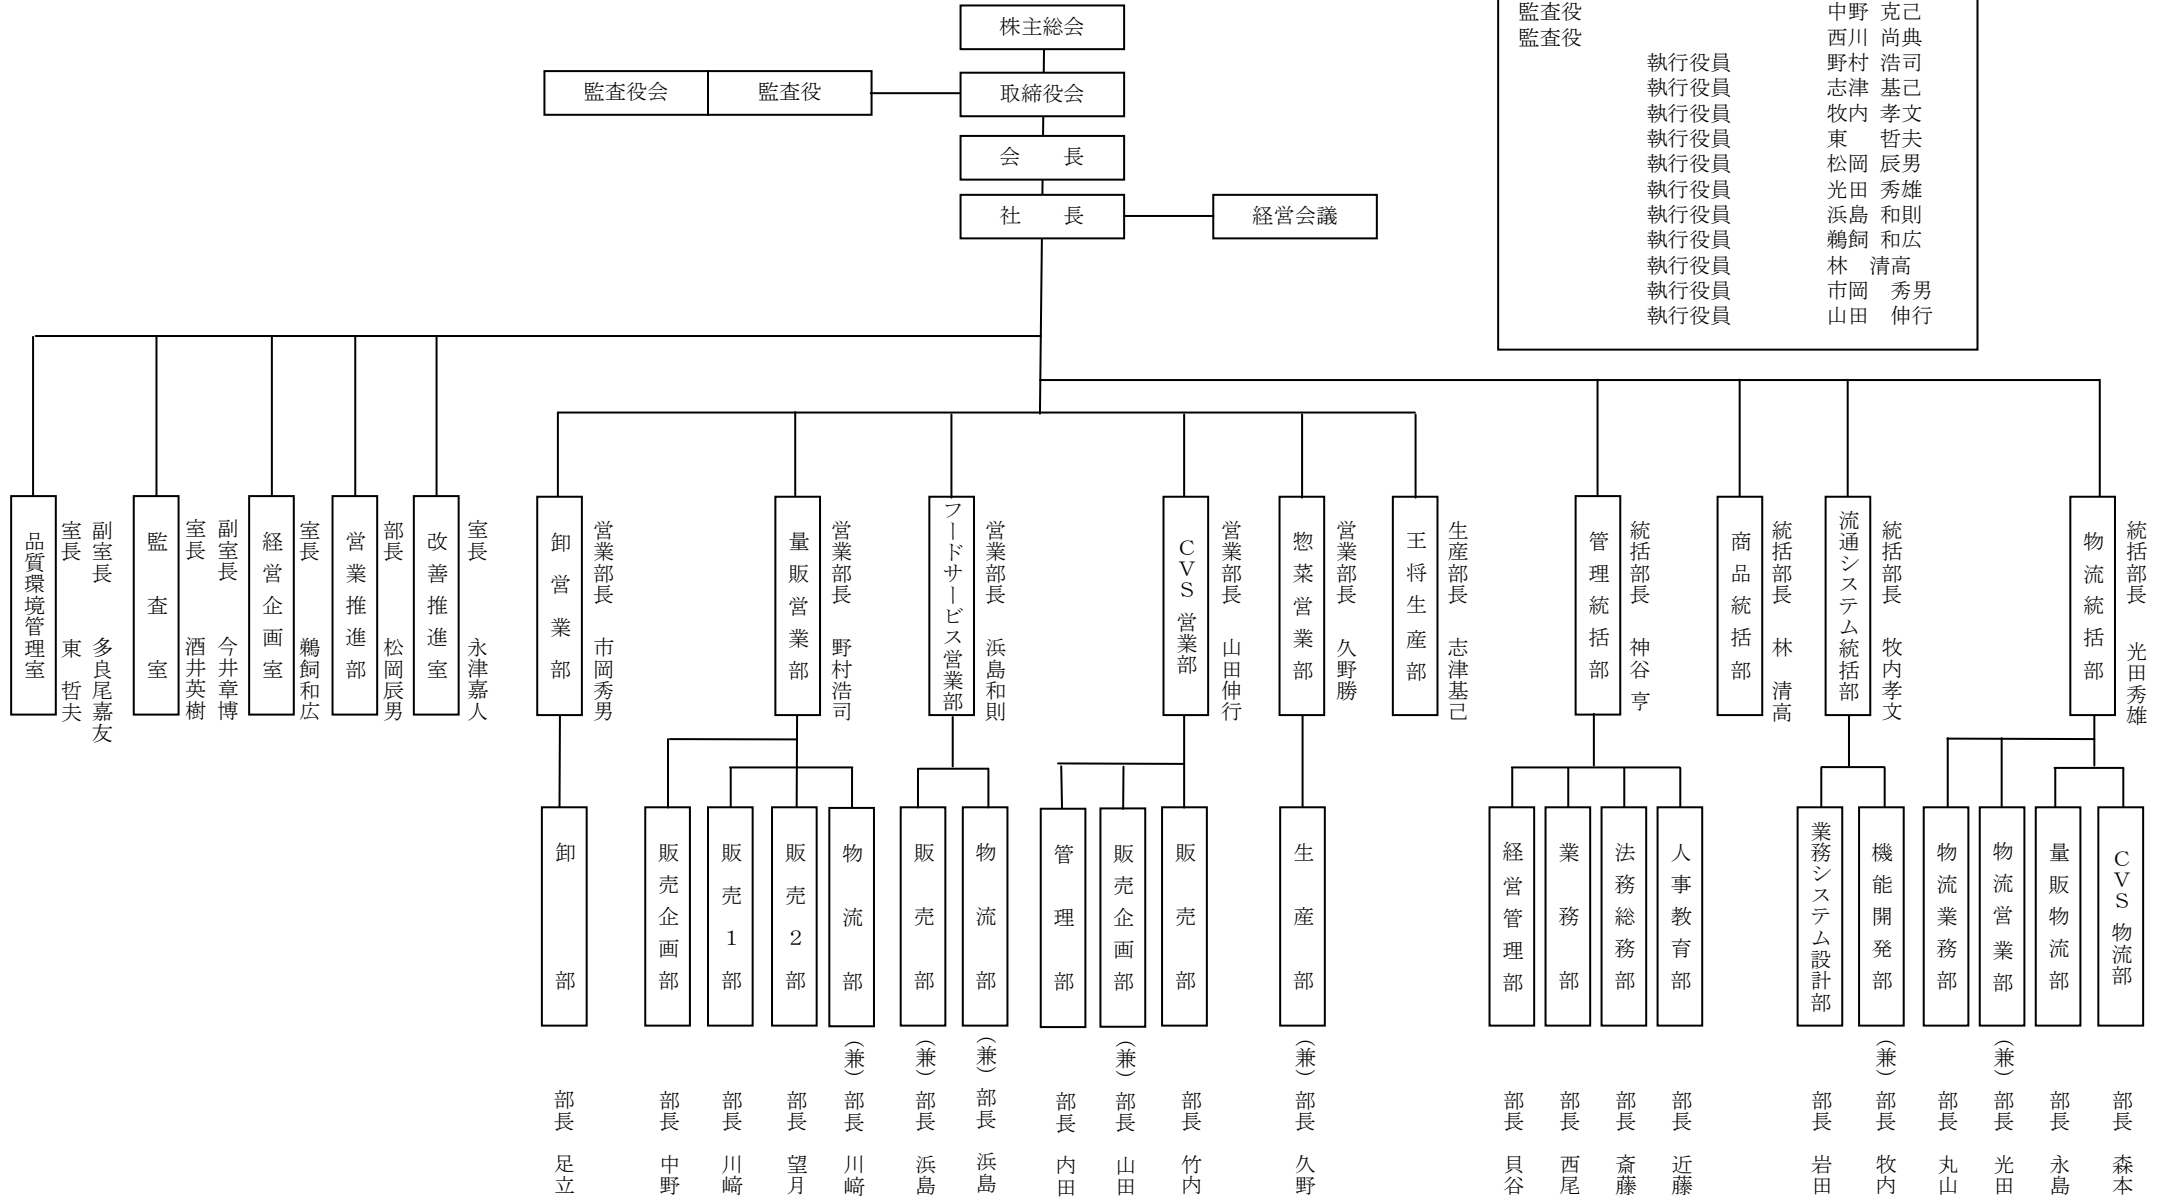 株主総会
監査役会 監査役 取締役会
会 長
社 長 経営会議
監査役 中野 克己
監査役 西川 尚典
執行役員 野村 浩司
執行役員 志津 基己
執行役員 牧内 孝文
執行役員 東 哲夫
執行役員 松岡 辰男
執行役員 光田 秀雄
執行役員 浜島 和則
執行役員 鵜飼 和広
執行役員 林 清高
執行役員 市岡 秀男
執行役員 山田 伸行
品質環境管理室
室長 東 哲夫
副室長 多良尾嘉友
監査室
室長 酒井英樹
副室長 今井章博
経営企画室
室長 鵜飼和広
営業推進部
部長 松岡辰男
改善推進室
室長 永津嘉人
卸営業部
営業部長 市岡秀男
量販営業部
営業部長 野村浩司
フードサービス営業部
営業部長 浜島和則
CVS営業部
営業部長 山田伸行
惣菜営業部
営業部長 久野勝
王将生産部
生産部長 志津基己
管理統括部
統括部長 神谷亨
商品統括部
統括部長 林 清高
流通システム統括部
統括部長 牧内孝文
物流統括部
統括部長 光田秀雄
卸部
部長 足立
販売企画部
部長 中野
販売1部
部長 川﨑
販売2部
部長 望月
物流部
(兼)部長 川﨑
販売部
(兼)部長 浜島
物流部
(兼)部長 浜島
管理部
部長 内田
販売企画部
(兼)部長 山田
販売部
部長 竹内
生産部
(兼)部長 久野
経営管理部
部長 貝谷
業務部
部長 西尾
法務総務部
部長 斎藤
人事教育部
部長 近藤
業務システム設計部
部長 岩田
機能開発部
(兼)部長 牧内
物流業務部
部長 丸山
物流営業部
(兼)部長 光田
量販物流部
部長 永島
CVS物流部
部長 森本